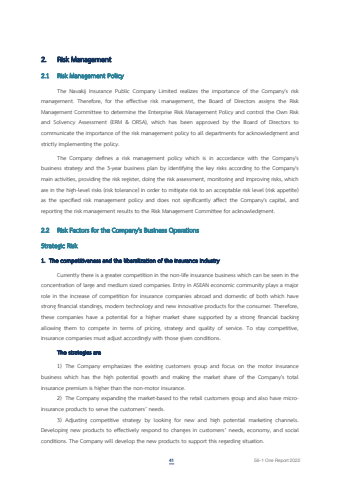 2. Risk Management
2.1 Risk Management Policy
The Navakij Insurance Public Company Limited realizes the importance of the Company's risk
management. Therefore, for the effective risk management, the Board of Directors assigns the Risk
Management Committee to determine the Enterprise Risk Management Policy and control the Own Risk
and Solvency Assessment (ERM & ORSA), which has been approved by the Board of Directors to
communicate the importance of the risk management policy to all departments for acknowledgment and
strictly implementing the policy.
The Company defines a risk management policy which is in accordance with the Company's
business strategy and the 3-year business plan by identifying the key risks according to the Company's
main activities, providing the risk register, doing the risk assessment, monitoring and improving risks, which
are in the high-level risks (risk tolerance) in order to mitigate risk to an acceptable risk level (risk appetite)
as the specified risk management policy and does not significantly affect the Company's capital, and
reporting the risk management results to the Risk Management Committee for acknowledgment.
2.2 Risk Factors for the Company's Business Operations
Strategic Risk
1. The competitiveness and the liberalization of the insurance industry
Currently there is a greater competition in the non-life insurance business which can be seen in the
concentration of large and medium sized companies. Entry in ASEAN economic community plays a major
role in the increase of competition for insurance companies abroad and domestic of both which have
strong financial standings, modern technology and new innovative products for the consumer. Therefore,
these companies have a potential for a higher market share supported by a strong financial backing
allowing them to compete in terms of pricing, strategy and quality of service. To stay competitive,
insurance companies must adjust accordingly with those given conditions.
The strategies are
1) The Company emphasizes the existing customers group and focus on the motor insurance
business which has the high potential growth and making the market share of the Company's total
insurance premium is higher than the non-motor insurance.
2) The Company expanding the market-based to the retail customers group and also have micro-
insurance products to serve the customers' needs.
3) Adjusting competitive strategy by looking for new and high potential marketing channels.
Developing new products to effectively respond to changes in customers' needs, economy, and social
conditions. The Company will develop the new products to support this regarding situation.
41
56-1 One Report 2022